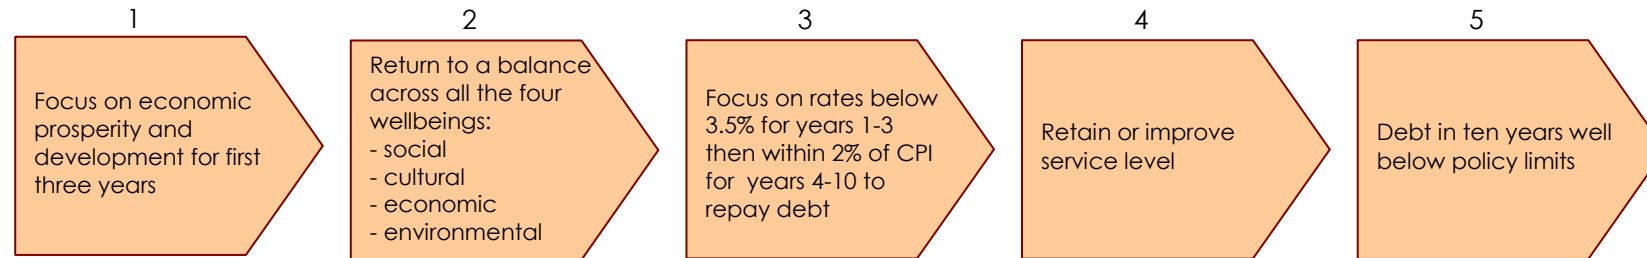 1
Focus on economic
prosperity and
development for first
three years
2
Return to a balance
across all the four
wellbeings:
- social
- cultural
- economic
- environmental
3
Focus on rates below
3.5% for years 1-3
then within 2% of CPI
for years 4-10 to
repay debt
4
Retain or improve
service level
5
Debt in ten years well
below policy limits